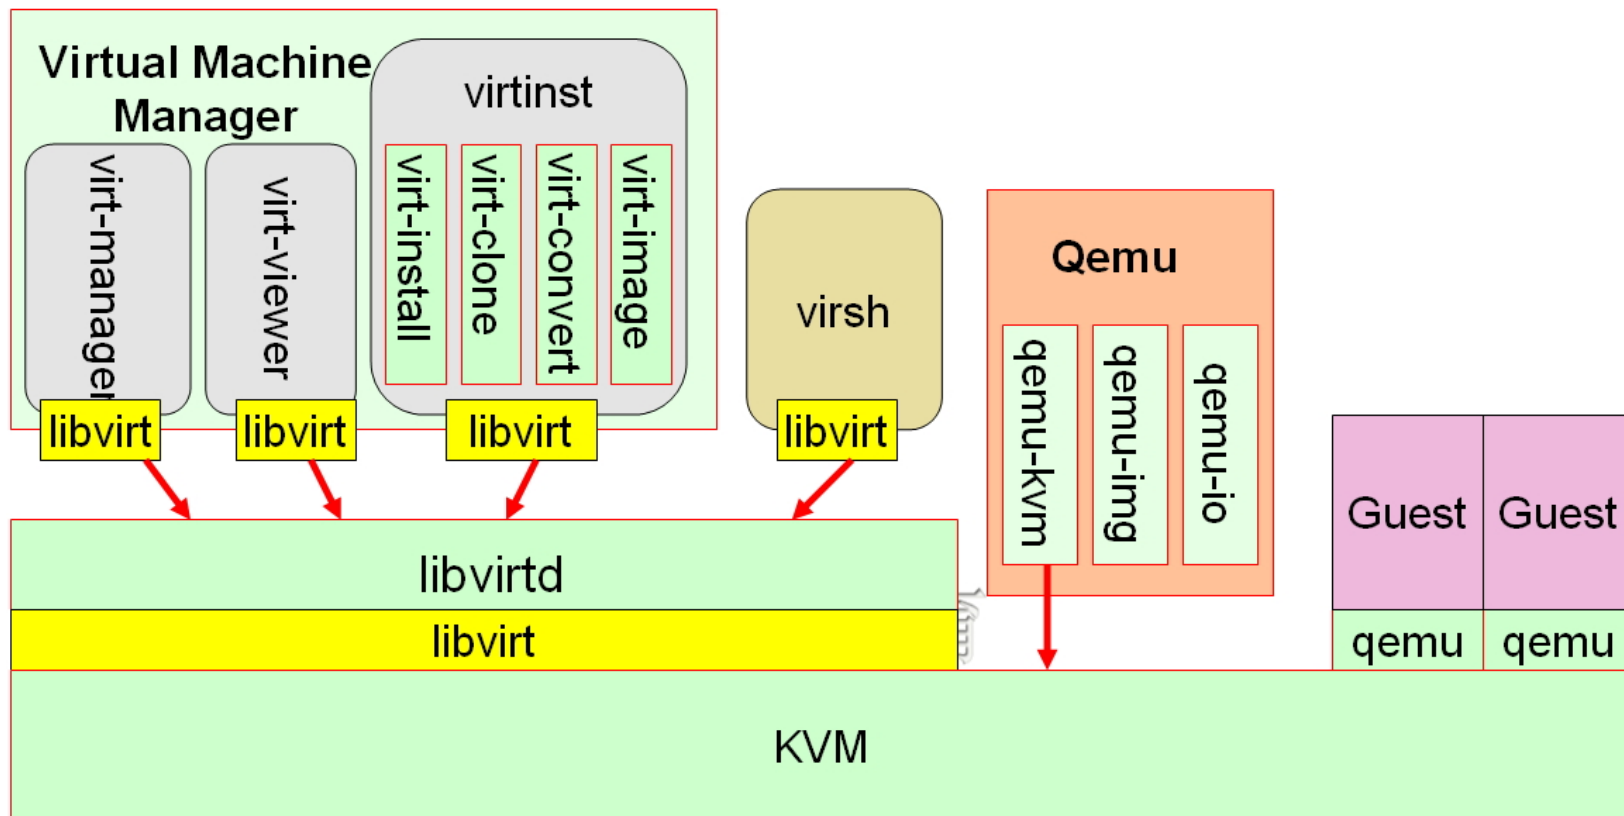 Virtual Machine
Manager
virt-manager
virt-viewer
virtinst
virt-install
virt-clone
virt-convert
virt-image
libvirt
libvirt
libvirt
virsh
libvirt
Qemu
qemu-kvm
qemu-img
qemu-io
libvirtd
libvirt
Guest
Guest
qemu
qemu
KVM